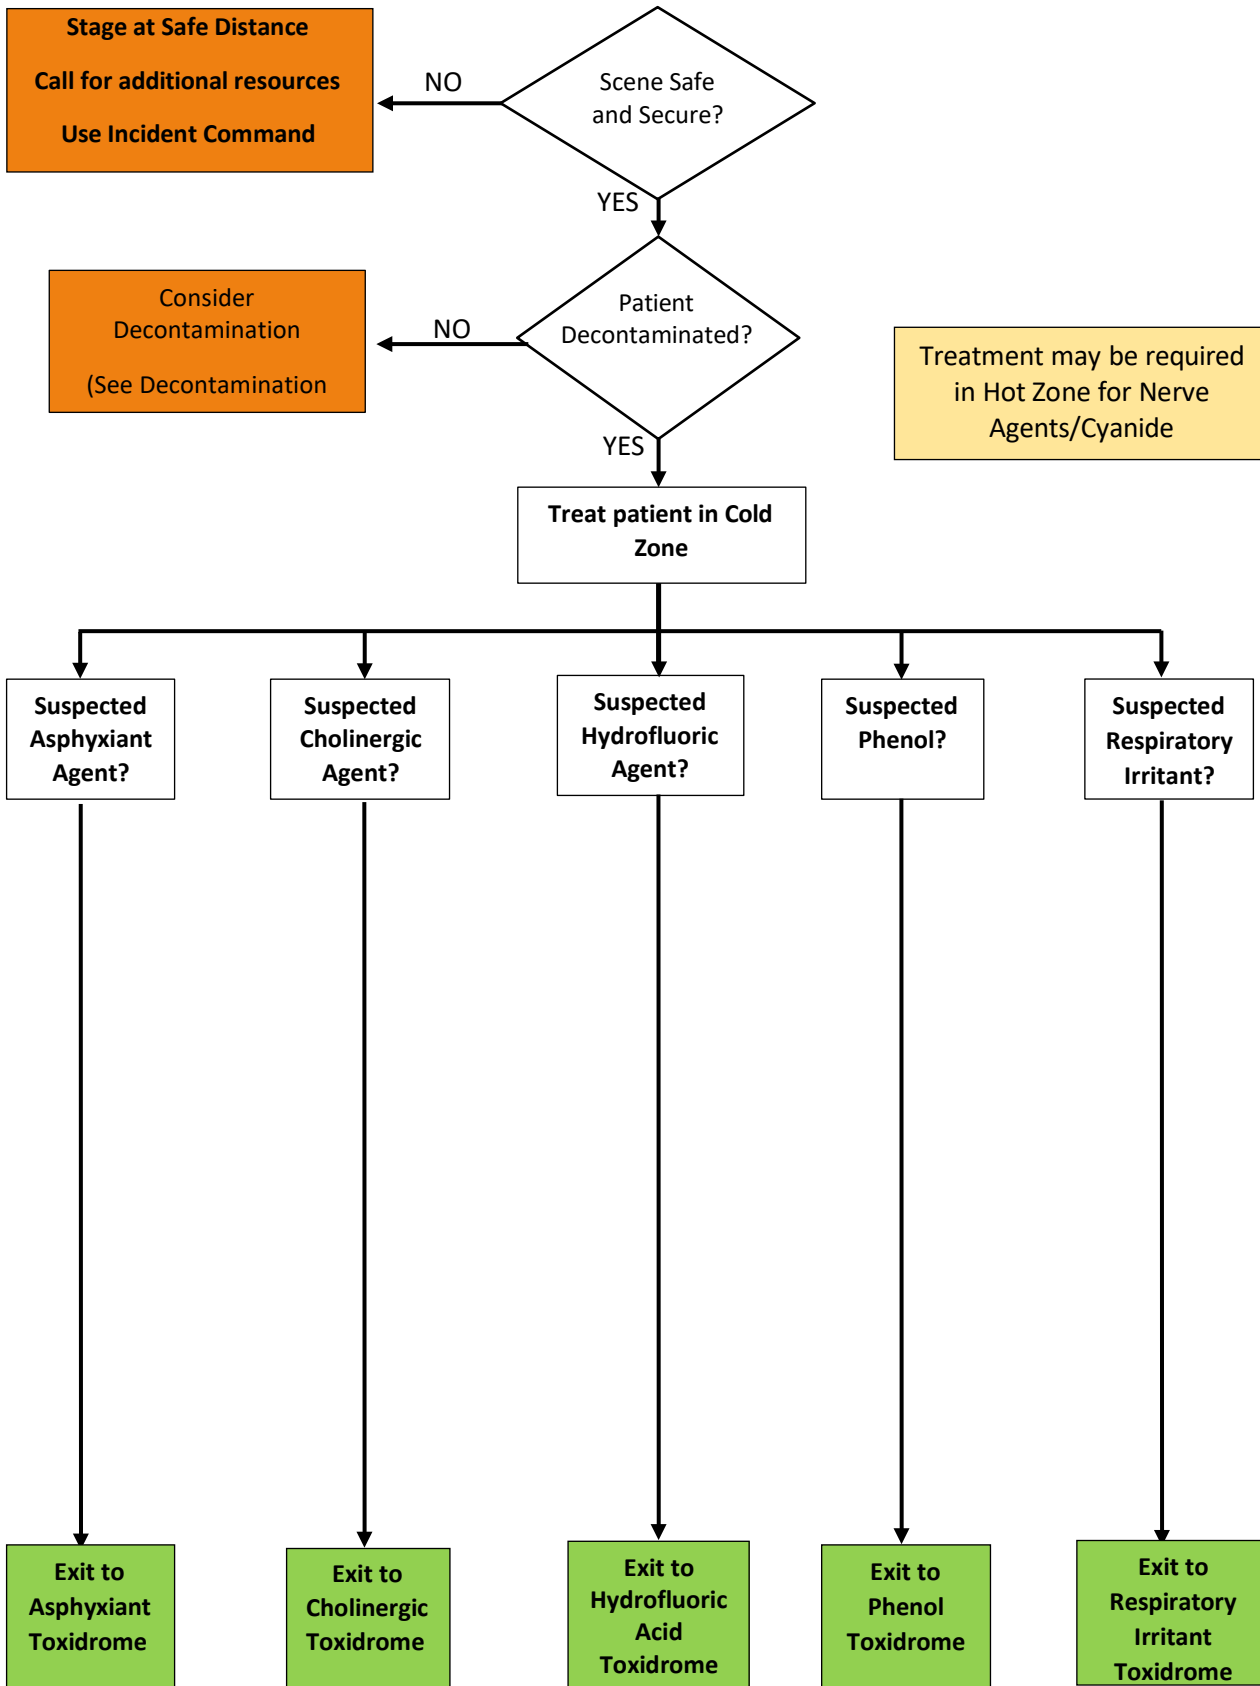 Stage at Safe Distance
Call for additional resources
Use Incident Command
NO
Scene Safe
and Secure?
YES
Consider
Decontamination
(See Decontamination
NO
Patient
Decontaminated?
Treatment may be required
in Hot Zone for Nerve
Agents/Cyanide
YES
Treat patient in Cold
Zone
Suspected
Asphyxiant
Agent?
Suspected
Cholinergic
Agent?
Suspected
Hydrofluoric
Agent?
Suspected
Phenol?
Suspected
Respiratory
Irritant?
Exit to
Asphyxiant
Toxidrome
Exit to
Cholinergic
Toxidrome
Exit to
Hydrofluoric
Acid
Toxidrome
Exit to
Phenol
Toxidrome
Exit to
Respiratory
Irritant
Toxidrome